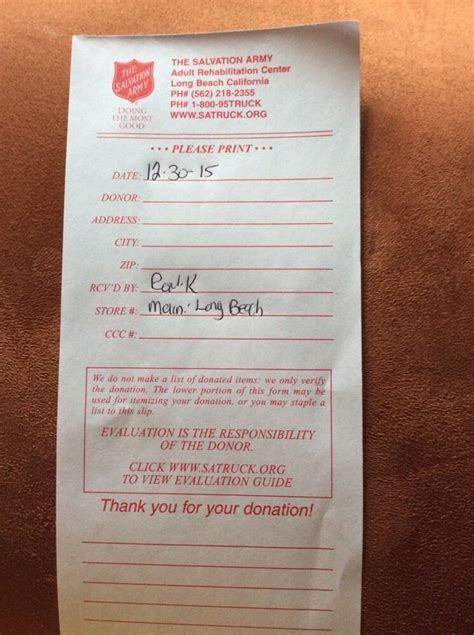 THE SALVATION ARMY
Adult Rehabilitation Center
Long Beach California
PH# (562) 218-2355
PH# 1-800-95TRUCK
WWW.SATRUCK.ORG
THE
SALVATION
ARMY
DOING
THE MOST
GOOD
• • • PLEASE PRINT • • •
DATE: 12-30-15
DONOR:
ADDRESS:
CITY:
ZIP:
RCV'D BY: Paul.K
STORE #: Main. Long Beach
CCC #:
We do not make a list of donated items: we only verify
the donation. The lower portion of this form may be
used for itemizing your donation, or you may staple a
list to this slip.
EVALUATION IS THE RESPONSIBILITY
OF THE DONOR.
CLICK WWW.SATRUCK.ORG
TO VIEW EVALUATION GUIDE
Thank you for your donation!